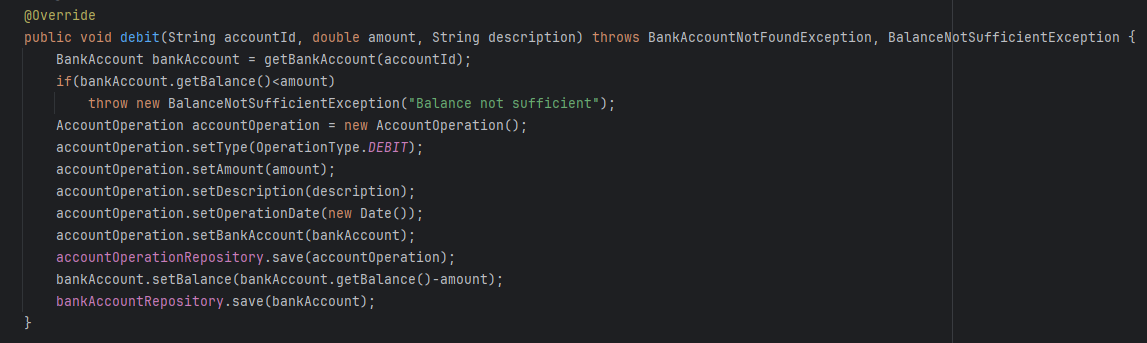 @Override
public void debit(String accountId, double amount, String description) throws BankAccountNotFoundException, BalanceNotSufficientException {
BankAccount bankAccount = getBankAccount(accountId);
if(bankAccount.getBalance()<amount)
throw new BalanceNotSufficientException("Balance not sufficient");
AccountOperation accountOperation = new AccountOperation();
accountOperation.setType(OperationType.DEBIT);
accountOperation.setAmount(amount);
accountOperation.setDescription(description);
accountOperation.setOperationDate(new Date());
accountOperation.setBankAccount(bankAccount);
accountOperationRepository.save(accountOperation);
bankAccount.setBalance(bankAccount.getBalance()-amount);
bankAccountRepository.save(bankAccount);
}